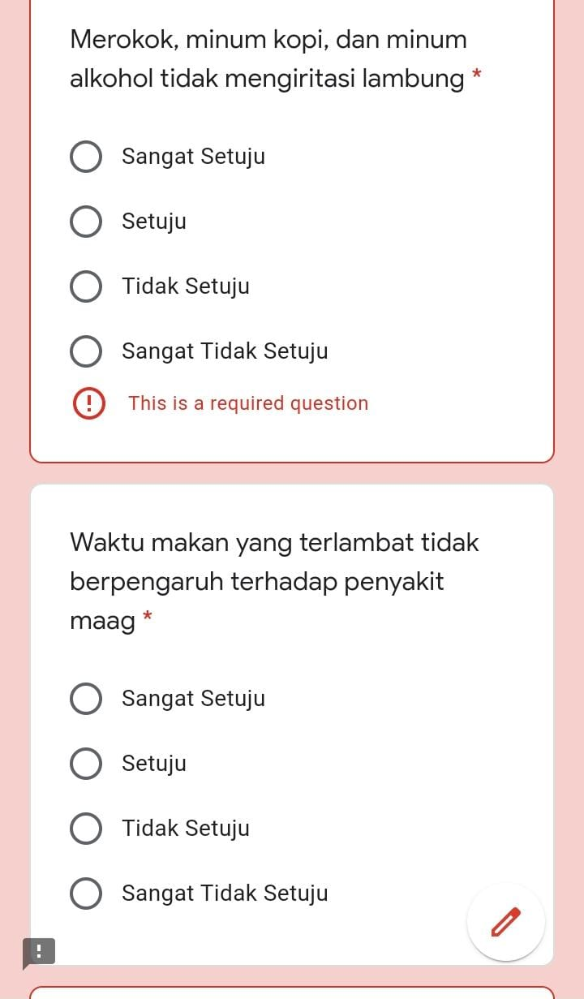 Merokok, minum kopi, dan minum
alkohol tidak mengiritasi lambung *
Sangat Setuju
Setuju
Tidak Setuju
Sangat Tidak Setuju
This is a required question
Waktu makan yang terlambat tidak
berpengaruh terhadap penyakit
maag *
Sangat Setuju
Setuju
Tidak Setuju
Sangat Tidak Setuju